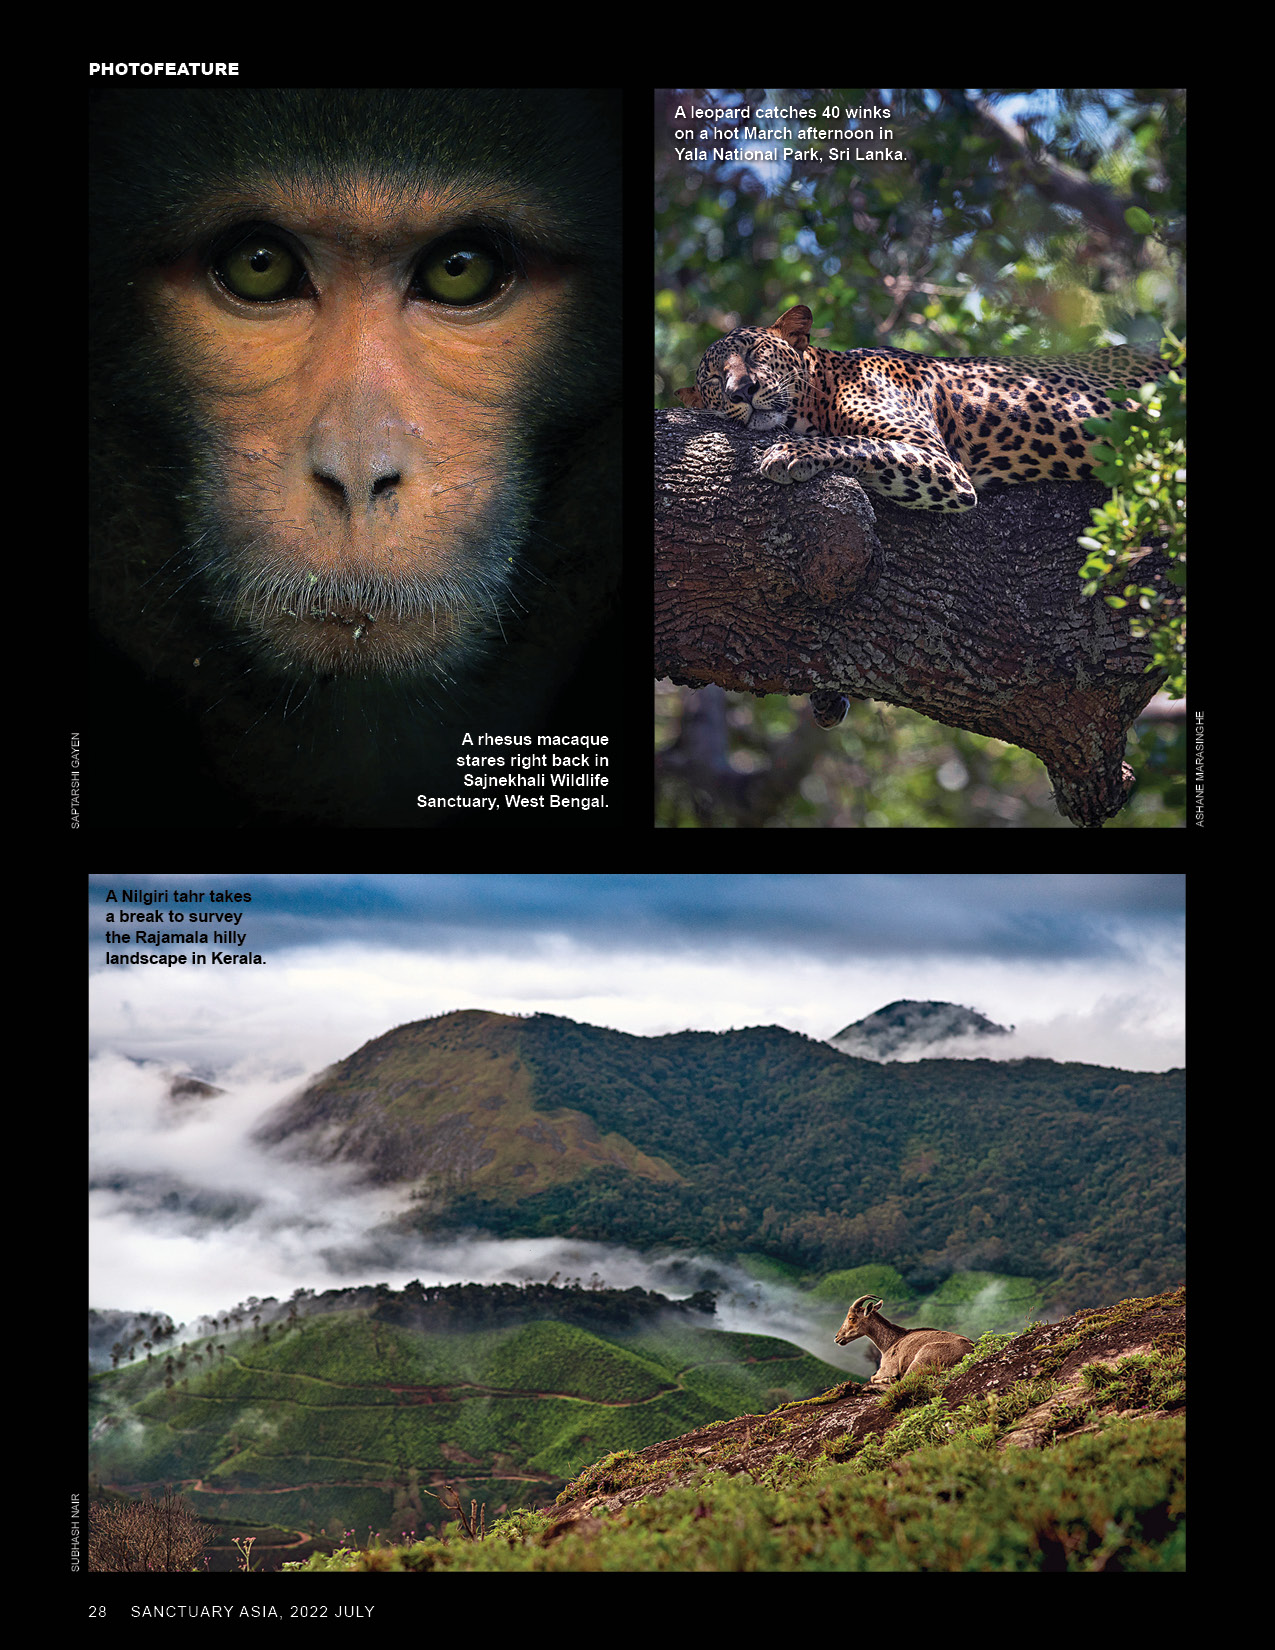 PHOTOFEATURE
A leopard catches 40 winks
on a hot March afternoon in
Yala National Park, Sri Lanka.
A rhesus macaque
stares right back in
Sajnekhali Wildlife
Sanctuary, West Bengal.
SAPTARSHI GAYEN
ASHANE MARASINGHE
A Nilgiri tahr takes
a break to survey
the Rajamala hilly
landscape in Kerala.
SUBHASH NAIR
28 SANCTUARY ASIA, 2022 JULY